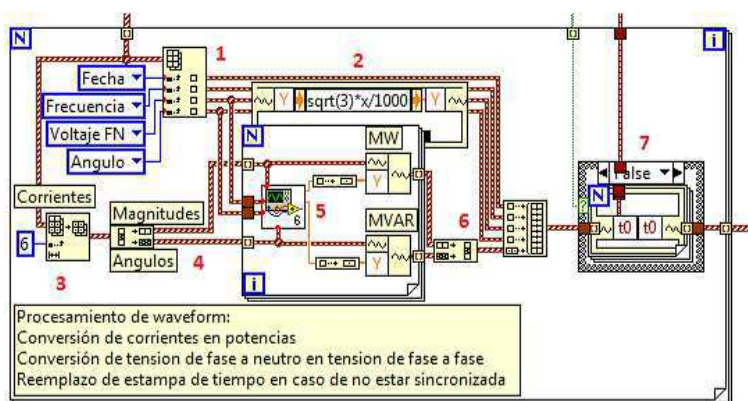 N
i
1
2
Fecha
Frecuencia
Voltaje FN
Angulo
Y
sqrt(3)*x/1000
Y
7
False
N
MW
Y
Corrientes
6
3
Magnitudes
Angulos
4
6
5
MVAR
Y
i
6
?
N
t0 t0
Procesamiento de waveform:
Conversión de corrientes en potencias
Conversión de tension de fase a neutro en tension de fase a fase
Reemplazo de estampa de tiempo en caso de no estar sincronizada